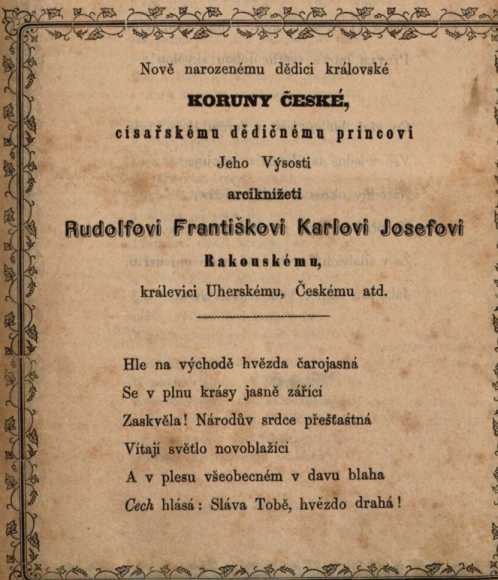 Nově narozenému dědici královské
KORUNY ČESKÉ,
císařskému dědičnému princovi
Jeho Výsosti
arciknížeti
Rudolfovi Františkovi Karlovi Josefovi
Rakouskému,
králevici Uherskému, Českému atd.
Hle na východě hvězda čarojasná
Se v plnu krásy jasně zářící
Zaskvěla! Národův srdce přešťastná
Vítají světlo novoblažící
A v plesu všeobecném v davu blaha
Cech hlásá: Sláva Tobě, hvězdo drahá!